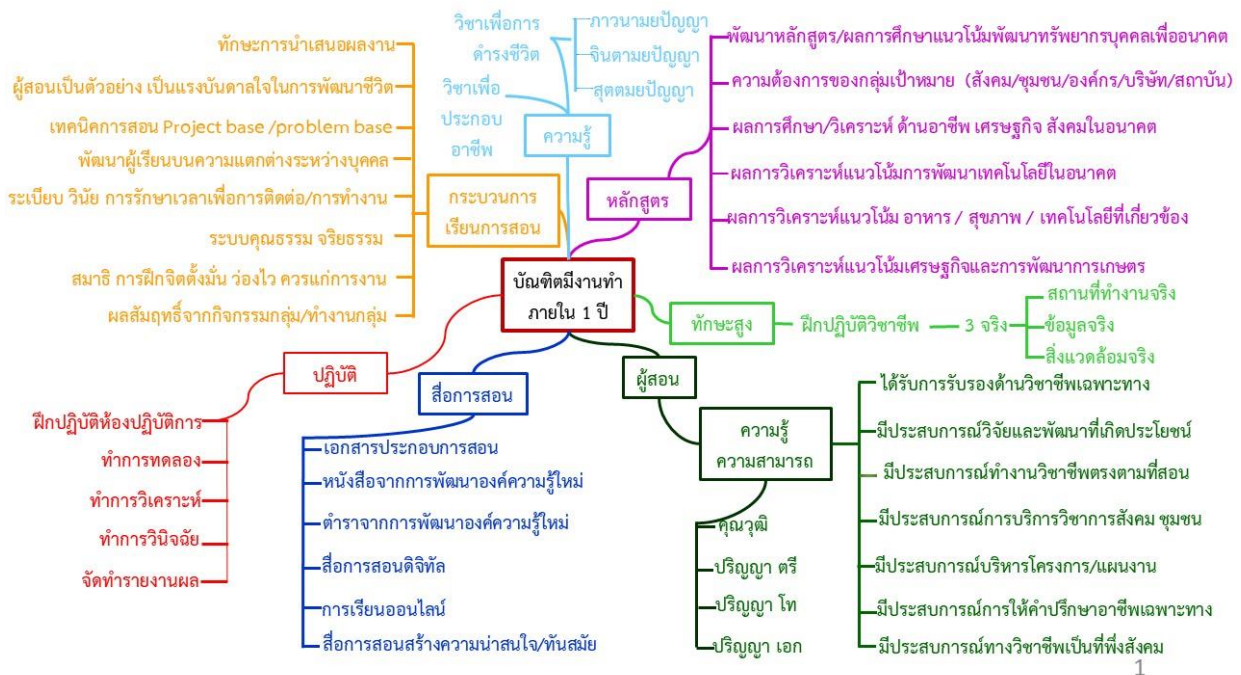 วิชาเพื่อการ
ดำรงชีวิต
ภาวนามยปัญญา
จินตามยปัญญา
สุตตมยปัญญา
วิชาเพื่อ
ประกอบ
อาชีพ
ความรู้
ทักษะการนำเสนอผลงาน
ผู้สอนเป็นตัวอย่าง เป็นแรงบันดาลใจในการพัฒนาชีวิต
เทคนิคการสอน Project base /problem base
พัฒนาผู้เรียนบนความแตกต่างระหว่างบุคคล
ระเบียบ วินัย การรักษาเวลาเพื่อการติดต่อ/การทำงาน
ระบบคุณธรรม จริยธรรม
สมาธิ การฝึกจิตตั้งมั่น ว่องไว ควรแก่การงาน
ผลสัมฤทธิ์จากกิจกรรมกลุ่ม/ทำงานกลุ่ม
กระบวนการ
เรียนการสอน
หลักสูตร
พัฒนาหลักสูตร/ผลการศึกษาแนวโน้มพัฒนาทรัพยากรบุคคลเพื่ออนาคต
ความต้องการของกลุ่มเป้าหมาย (สังคม/ชุมชน/องค์กร/บริษัท/สถาบัน)
ผลการศึกษา/วิเคราะห์ ด้านอาชีพ เศรษฐกิจ สังคมในอนาคต
ผลการวิเคราะห์แนวโน้มการพัฒนาเทคโนโลยีในอนาคต
ผลการวิเคราะห์แนวโน้ม อาหาร / สุขภาพ / เทคโนโลยีที่เกี่ยวข้อง
ผลการวิเคราะห์แนวโน้มเศรษฐกิจและการพัฒนาการเกษตร
บัณฑิตมีงานทำ
ภายใน 1 ปี
ทักษะสูง
ฝึกปฏิบัติวิชาชีพ
3 จริง
สถานที่ทำงานจริง
ข้อมูลจริง
สิ่งแวดล้อมจริง
ปฏิบัติ
ฝึกปฏิบัติห้องปฏิบัติการ
ทำการทดลอง
ทำการวิเคราะห์
ทำการวินิจฉัย
จัดทำรายงานผล
สื่อการสอน
เอกสารประกอบการสอน
หนังสือจากการพัฒนาองค์ความรู้ใหม่
ตำราจากการพัฒนาองค์ความรู้ใหม่
สื่อการสอนดิจิทัล
การเรียนออนไลน์
สื่อการสอนสร้างความน่าสนใจ/ทันสมัย
ผู้สอน
ความรู้
ความสามารถ
คุณวุฒิ
ปริญญา ตรี
ปริญญา โท
ปริญญา เอก
ได้รับการรับรองด้านวิชาชีพเฉพาะทาง
มีประสบการณ์วิจัยและพัฒนาที่เกิดประโยชน์
มีประสบการณ์ทำงานวิชาชีพตรงตามที่สอน
มีประสบการณ์การบริการวิชาการสังคม ชุมชน
มีประสบการณ์บริหารโครงการ/แผนงาน
มีประสบการณ์การให้คำปรึกษาอาชีพเฉพาะทาง
มีประสบการณ์ทางวิชาชีพเป็นที่พึ่งสังคม
1